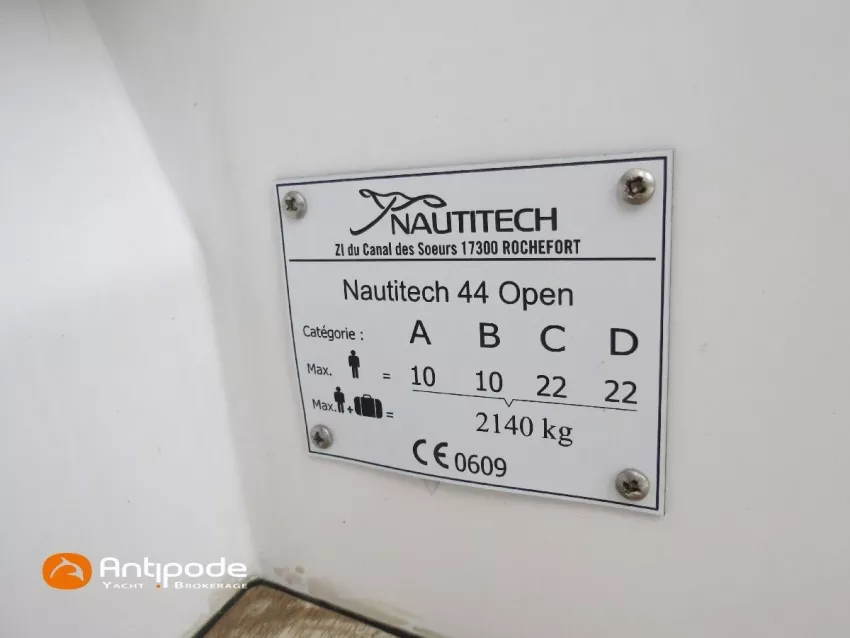 NAUTITECH
ZI du Canal des Soeurs 17300 ROCHEFORT
Nautitech 44 Open
Catégorie : A B C D
Max. = 10 10 22 22
Max. + =
2140 kg
CE 0609
Antipode
YACHT BROKERAGE